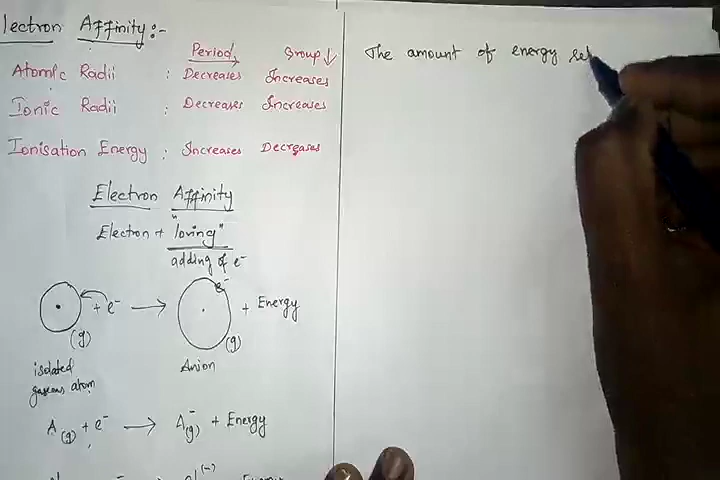 lectron Affinity:-
Period, Group↓
Atomic Radii : Decreases Increases
Ionic Radii : Decreases Increases
Ionisation Energy : Increases Decreases
Electron Affinity
Electron + "loving"
adding of e⁻
e⁻
+ e⁻ → + Energy
(g) (g)
isolated gaseous atom
Anion
A(g) + e⁻ → A⁻(g) + Energy
The amount of energy rel